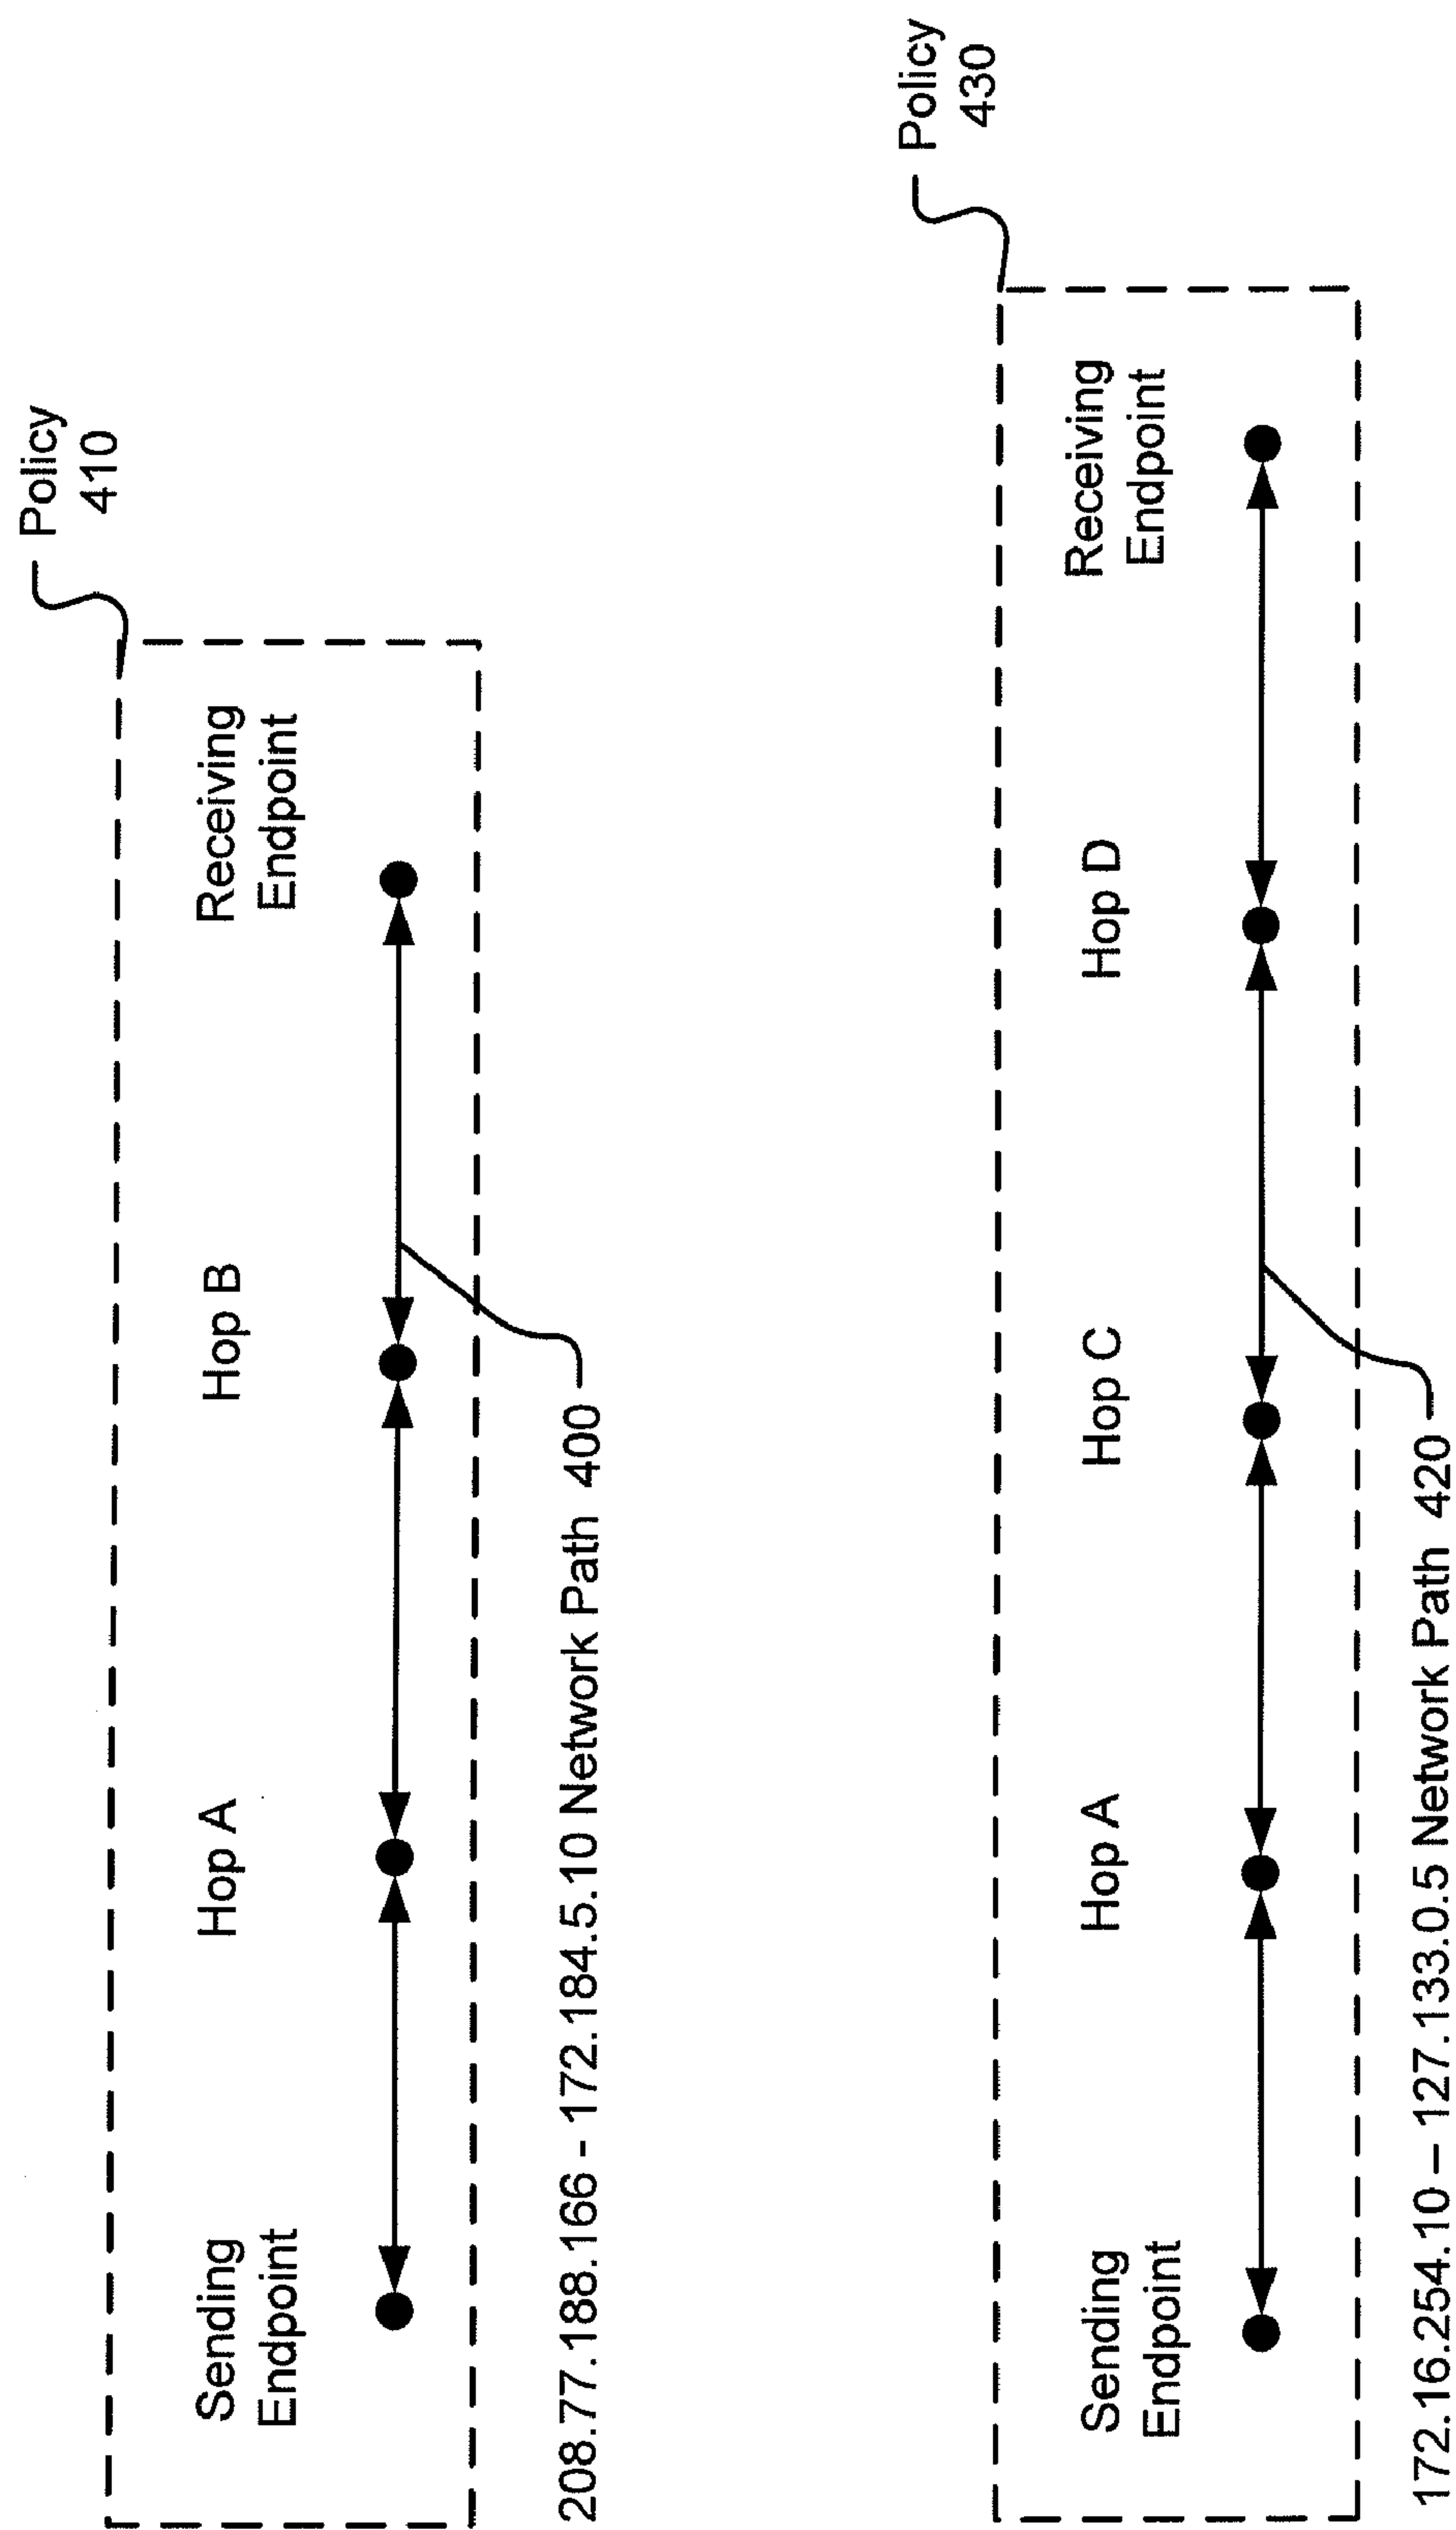 Policy
410
Sending
Endpoint
Hop A
Hop B
Receiving
Endpoint
208.77.188.166 - 172.184.5.10 Network Path 400
Policy
430
Sending
Endpoint
Hop A
Hop C
Hop D
Receiving
Endpoint
172.16.254.10 – 127.133.0.5 Network Path 420